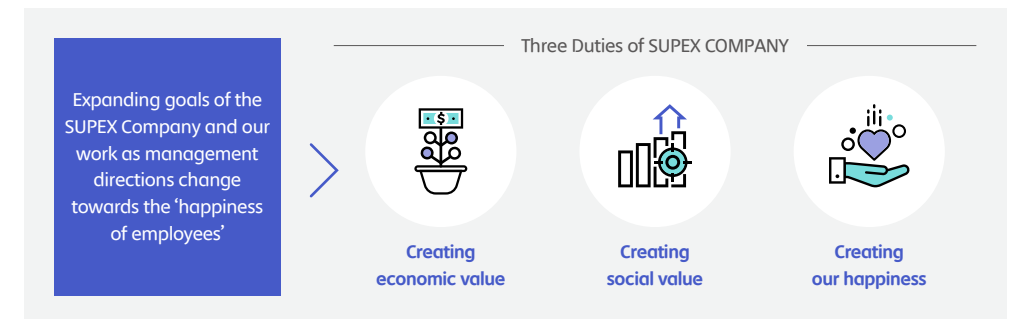 Expanding goals of the
SUPEX Company and our
work as management
directions change
towards the ‘happiness
of employees’
Three Duties of SUPEX COMPANY
$
Creating
economic value
Creating
social value
Creating
our happiness